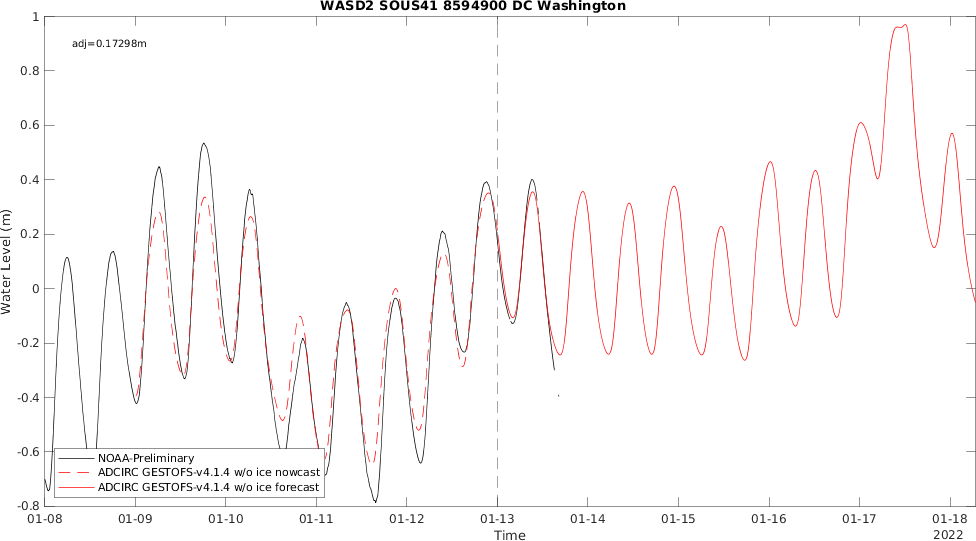 WASD2 SOUS41 8594900 DC Washington
adj=0.17298m
1
0.8
0.6
0.4
0.2
0
-0.2
-0.4
-0.6
-0.8
Water Level (m)
NOAA-Preliminary
ADCIRC GESTOFS-v4.1.4 w/o ice nowcast
ADCIRC GESTOFS-v4.1.4 w/o ice forecast
01-08 01-09 01-10 01-11 01-12 01-13 01-14 01-15 01-16 01-17 01-18
Time
2022